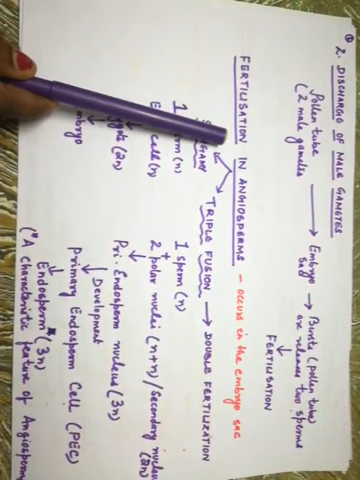 ①
2. DISCHARGE OF MALE GAMETES
Pollen tube → Embryo sac → Bursts (pollen tube)
(2 male gametes) are releases two sperms
↓
FERTILISATION
FERTILISATION IN ANGIOSPERMS - occurs in the embryo sac
TRIPLE FUSION → DOUBLE FERTILIZATION
1 (n) 1 sperm (n)
+
cell (n) 2 polar nuclei (n+n)/Secondary nucleus (2n)
↓
(2n) Pri. Endosperm nucleus (3n)
↓ ↓ Development
Primary Endosperm Cell (PEC)
↓
Endosperm (3n)
("A characteristic feature of Angiosperms